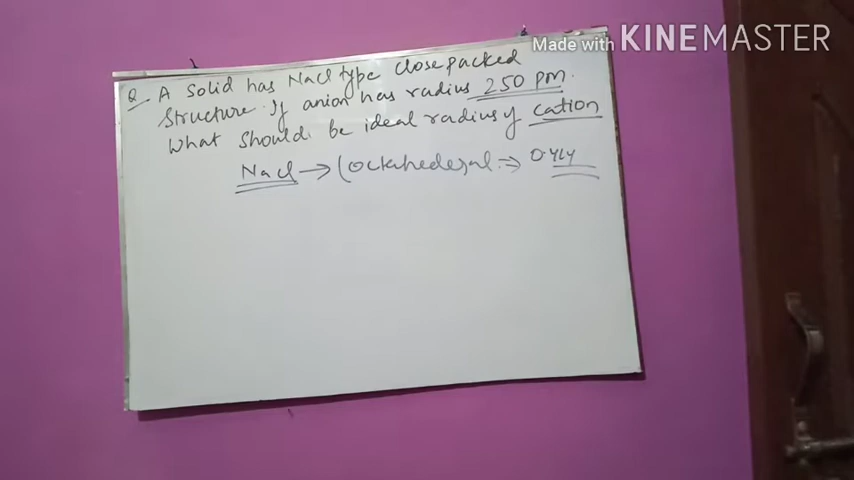 Made with KINEMASTER
Q. A Solid has NaCl type Close packed
Structure. If anion has radius 250 pm.
What should be ideal radius of cation
NaCl → (octahedral ⇒ 0.414